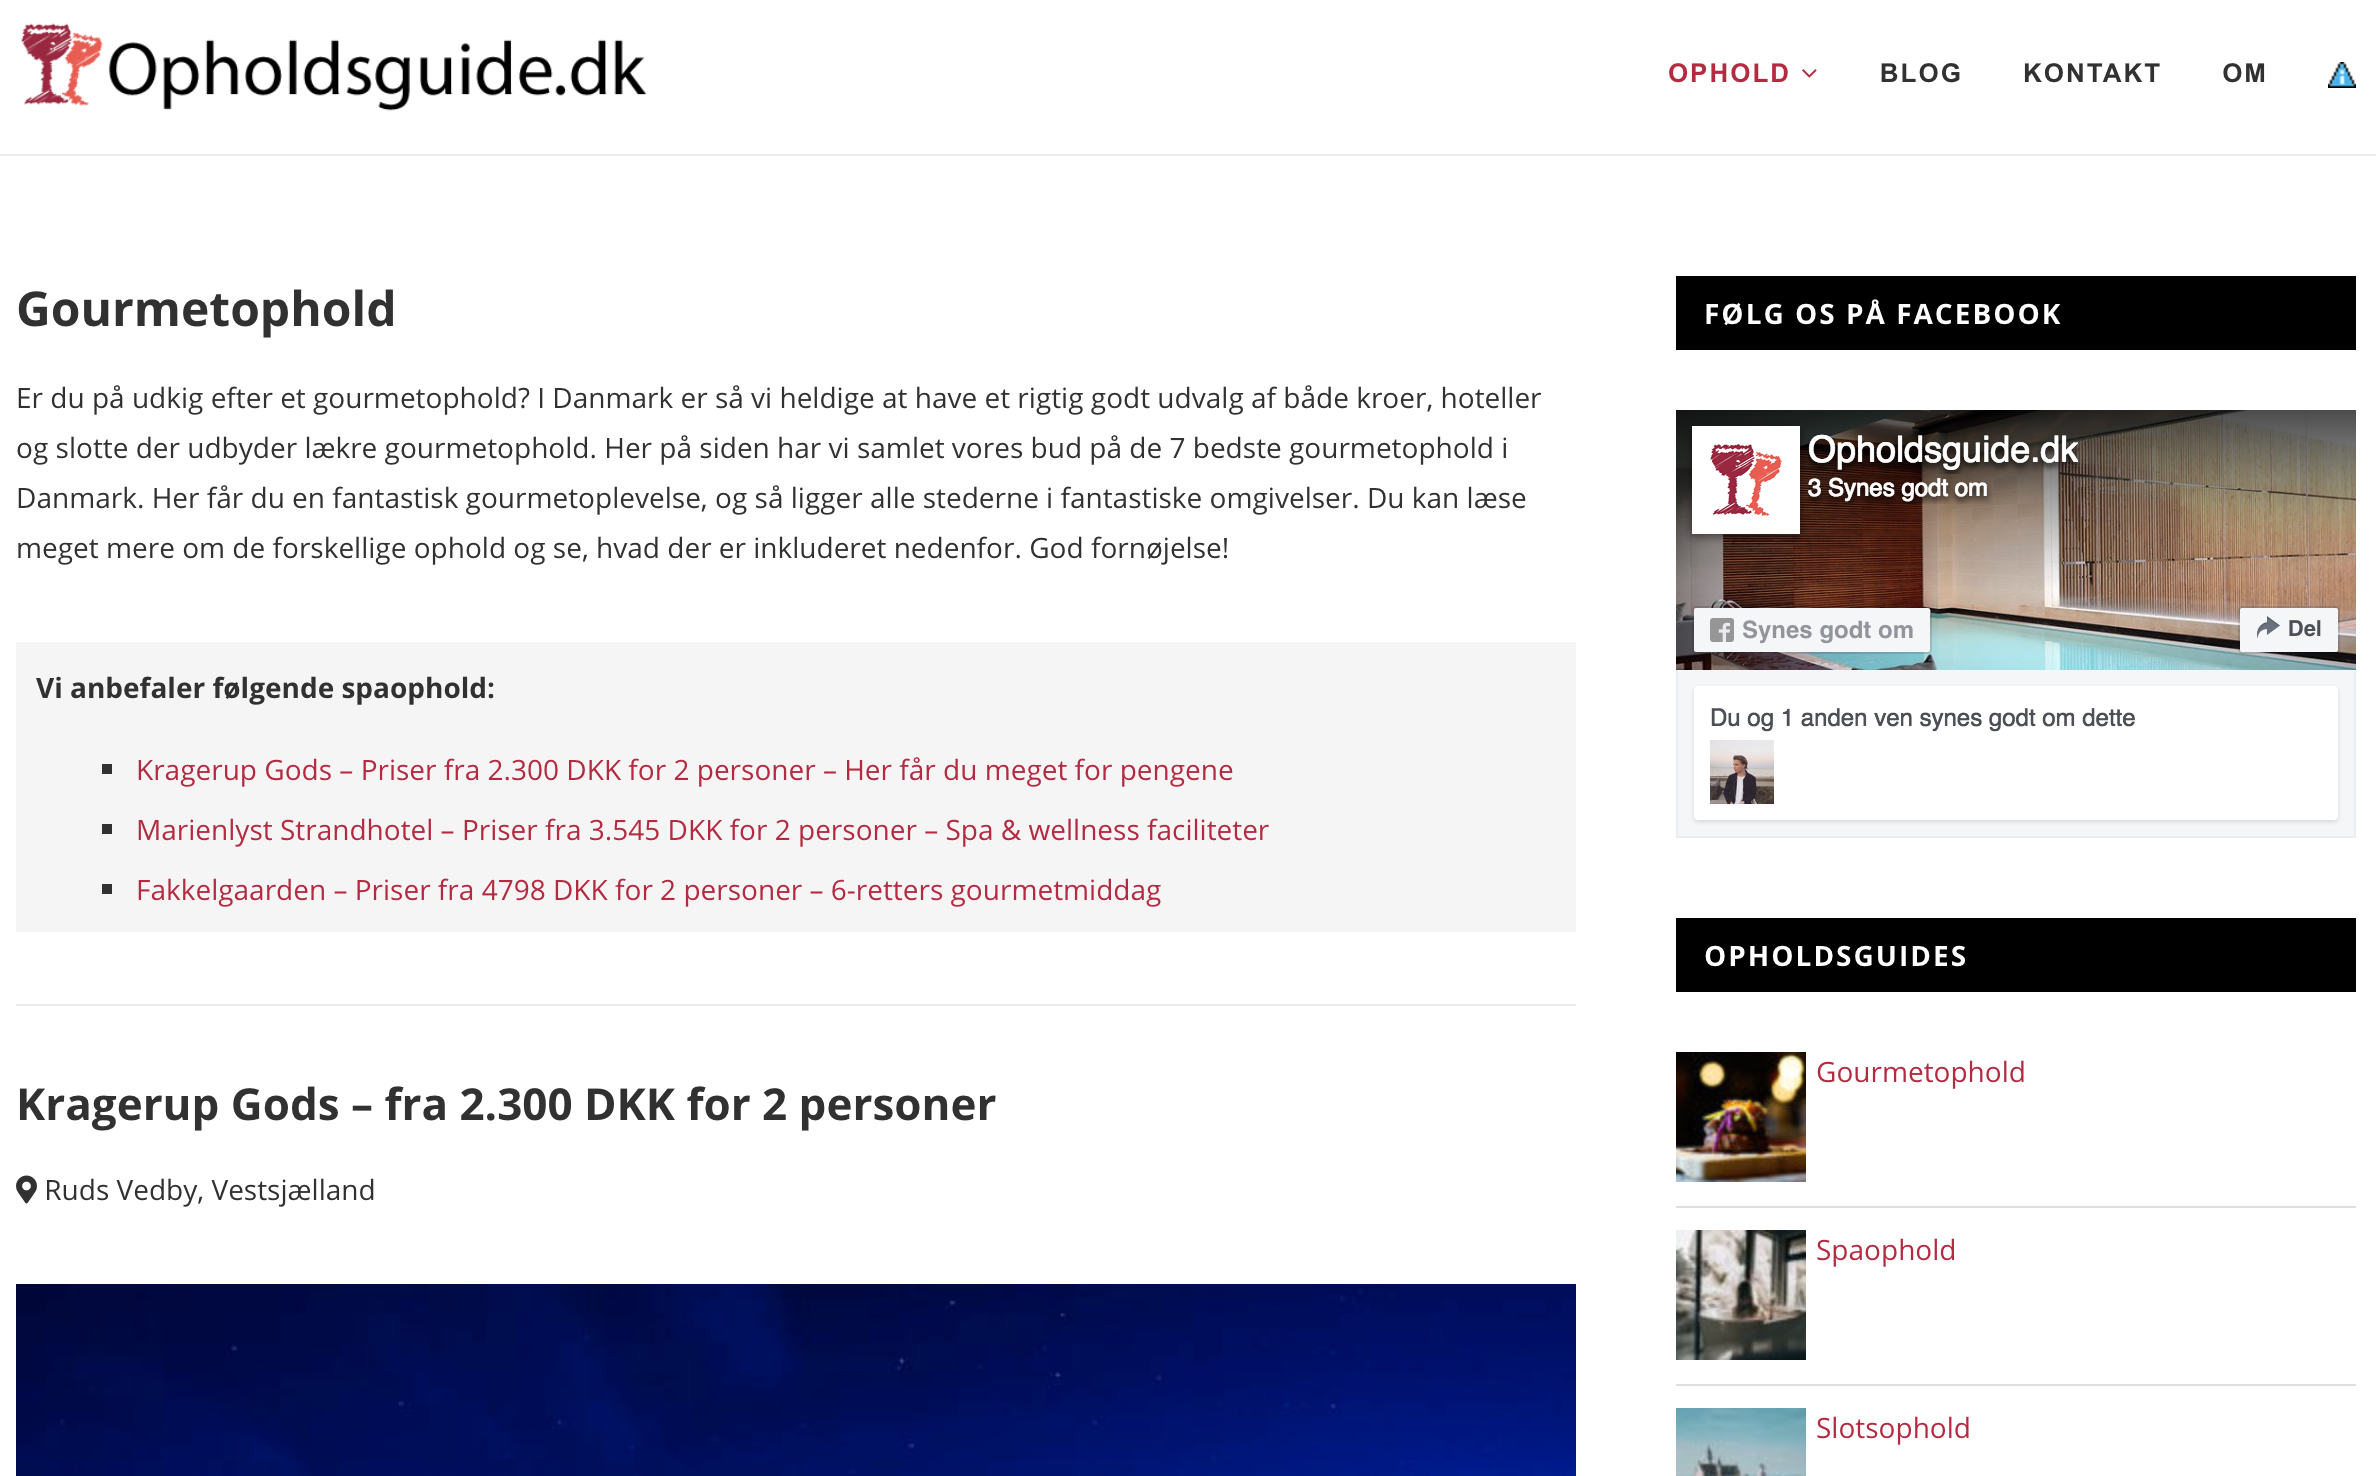 Opholdsguide.dk
OPHOLD
BLOG
KONTAKT
OM
Gourmetophold
Er du på udkig efter et gourmetophold? I Danmark er så vi heldige at have et rigtig godt udvalg af både kroer, hoteller
og slotte der udbyder lækre gourmetophold. Her på siden har vi samlet vores bud på de 7 bedste gourmetophold i
Danmark. Her får du en fantastisk gourmetoplevelse, og så ligger alle stederne i fantastiske omgivelser. Du kan læse
meget mere om de forskellige ophold og se, hvad der er inkluderet nedenfor. God fornøjelse!
Vi anbefaler følgende spaophold:
Kragerup Gods – Priser fra 2.300 DKK for 2 personer – Her får du meget for pengene
Marienlyst Strandhotel – Priser fra 3.545 DKK for 2 personer – Spa & wellness faciliteter
Fakkelgaarden – Priser fra 4798 DKK for 2 personer – 6-retters gourmetmiddag
Kragerup Gods – fra 2.300 DKK for 2 personer
Ruds Vedby, Vestsjælland
FØLG OS PÅ FACEBOOK
Opholdsguide.dk
3 Synes godt om
Synes godt om
Del
Du og 1 anden ven synes godt om dette
OPHOLDSGUIDES
Gourmetophold
Spaophold
Slotsophold